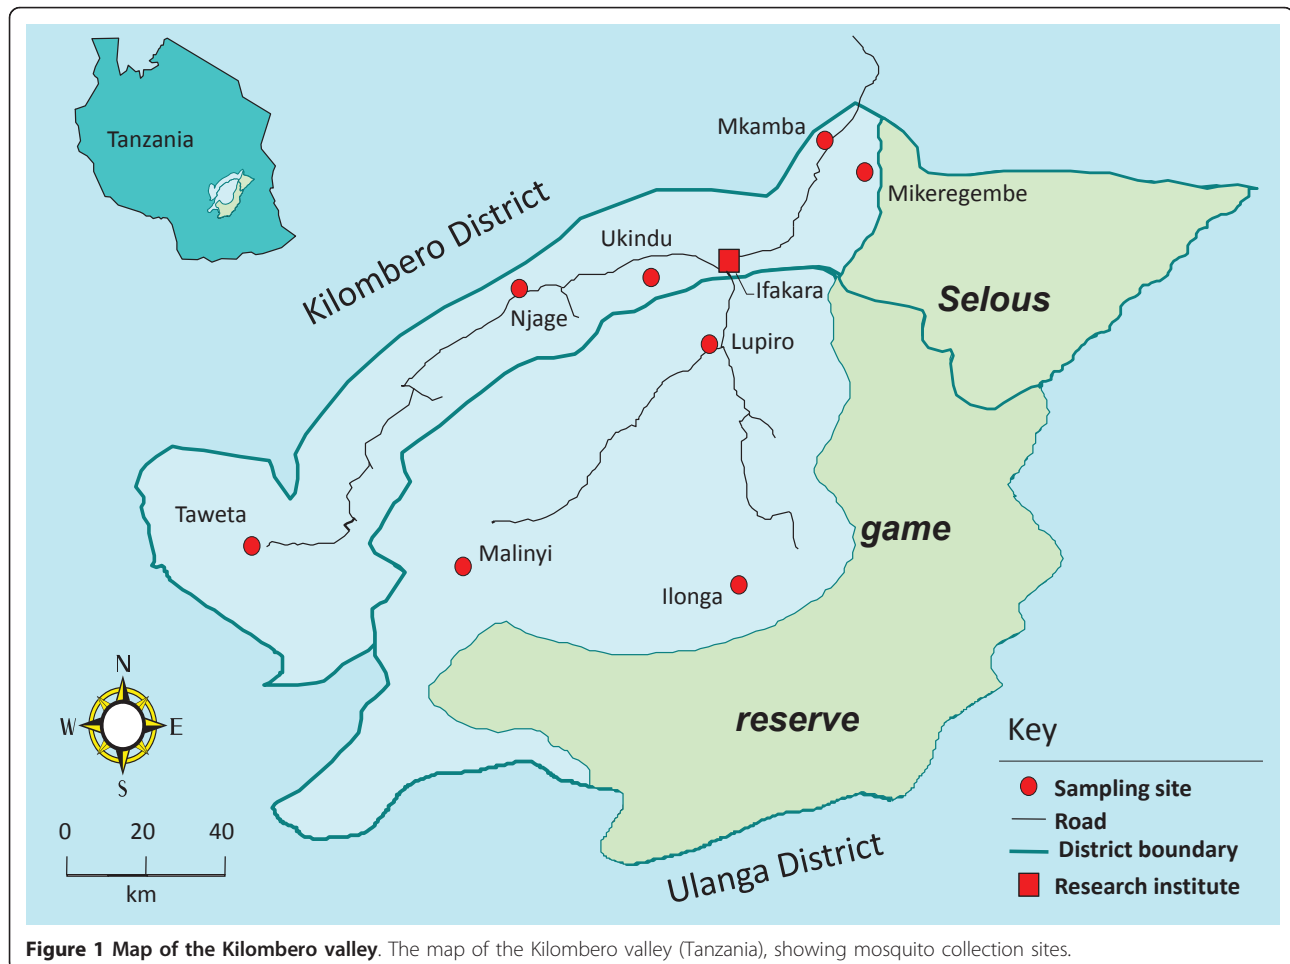 Tanzania
Kilombero District
Mkamba
Mikeregembe
Ukindu
Ifakara
Njage
Lupiro
Selous
game
reserve
Taweta
Malinyi
Ilonga
N
W E
S
0 20 40
km
Ulanga District
Key
Sampling site
Road
District boundary
Research institute
Figure 1 Map of the Kilombero valley. The map of the Kilombero valley (Tanzania), showing mosquito collection sites.